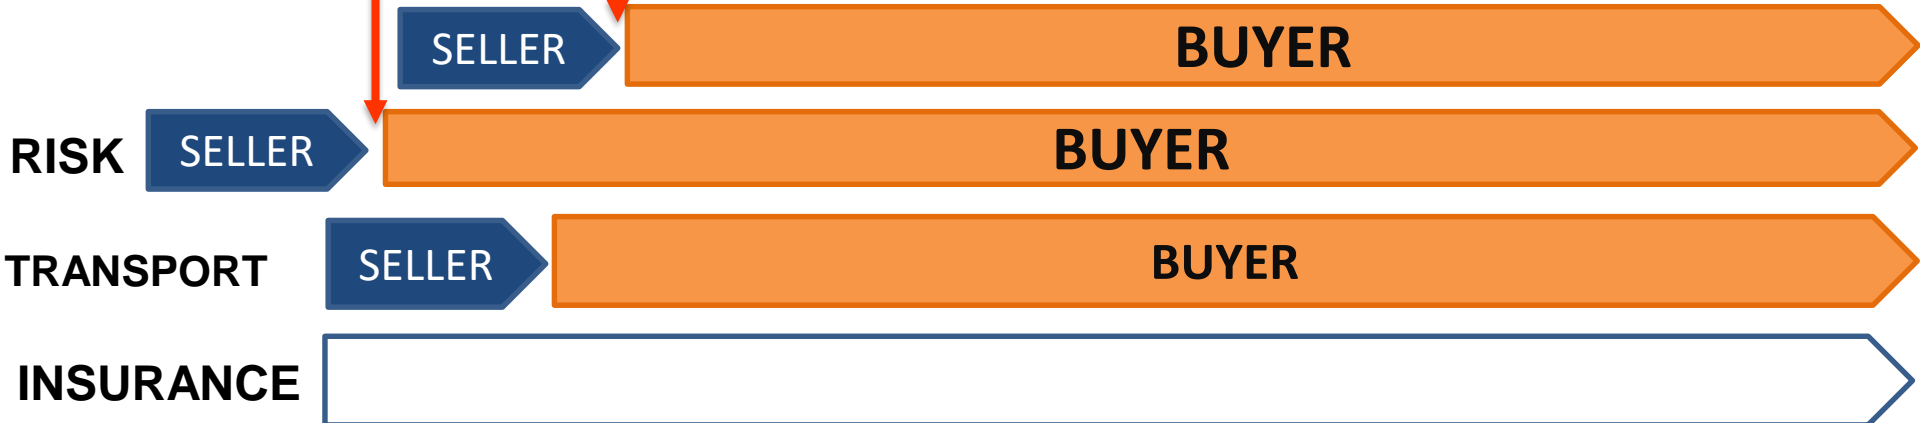 SELLER BUYER
RISK SELLER BUYER
TRANSPORT SELLER BUYER
INSURANCE